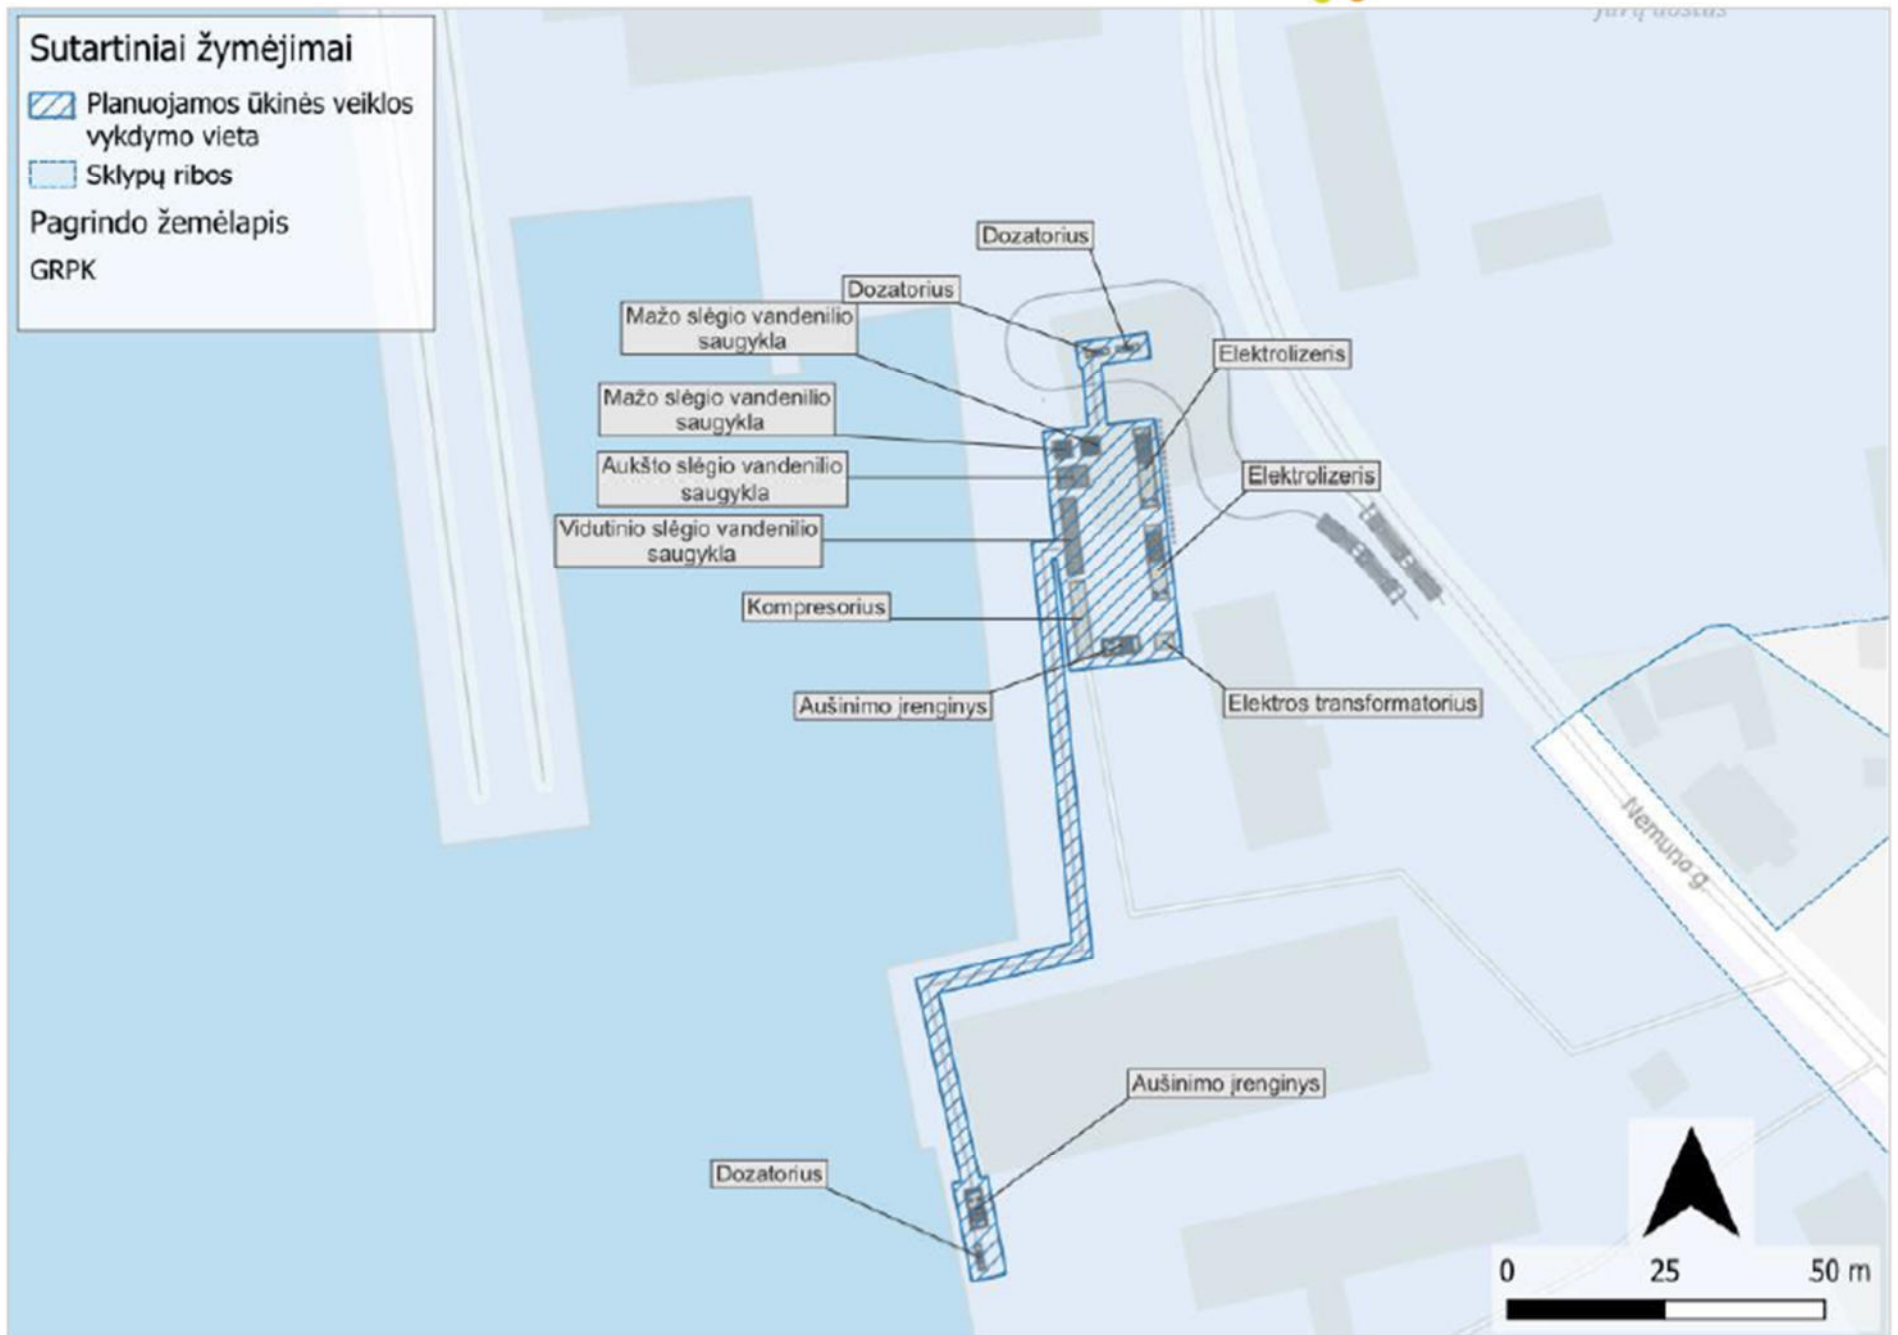 Sutartiniai žymėjimai
Planuojamos ūkinės veiklos
vykdymo vieta
Sklypų ribos
Pagrindo žemėlapis
GRPK
Dozatorius
Dozatorius
Mažo slėgio vandenilio
saugykla
Elektrolizeris
Mažo slėgio vandenilio
saugykla
Aukšto slėgio vandenilio
saugykla
Elektrolizeris
Vidutinio slėgio vandenilio
saugykla
Kompresorius
Aušinimo įrenginys
Elektros transformatorius
Nemuno g.
Aušinimo įrenginys
Dozatorius
0 25 50 m